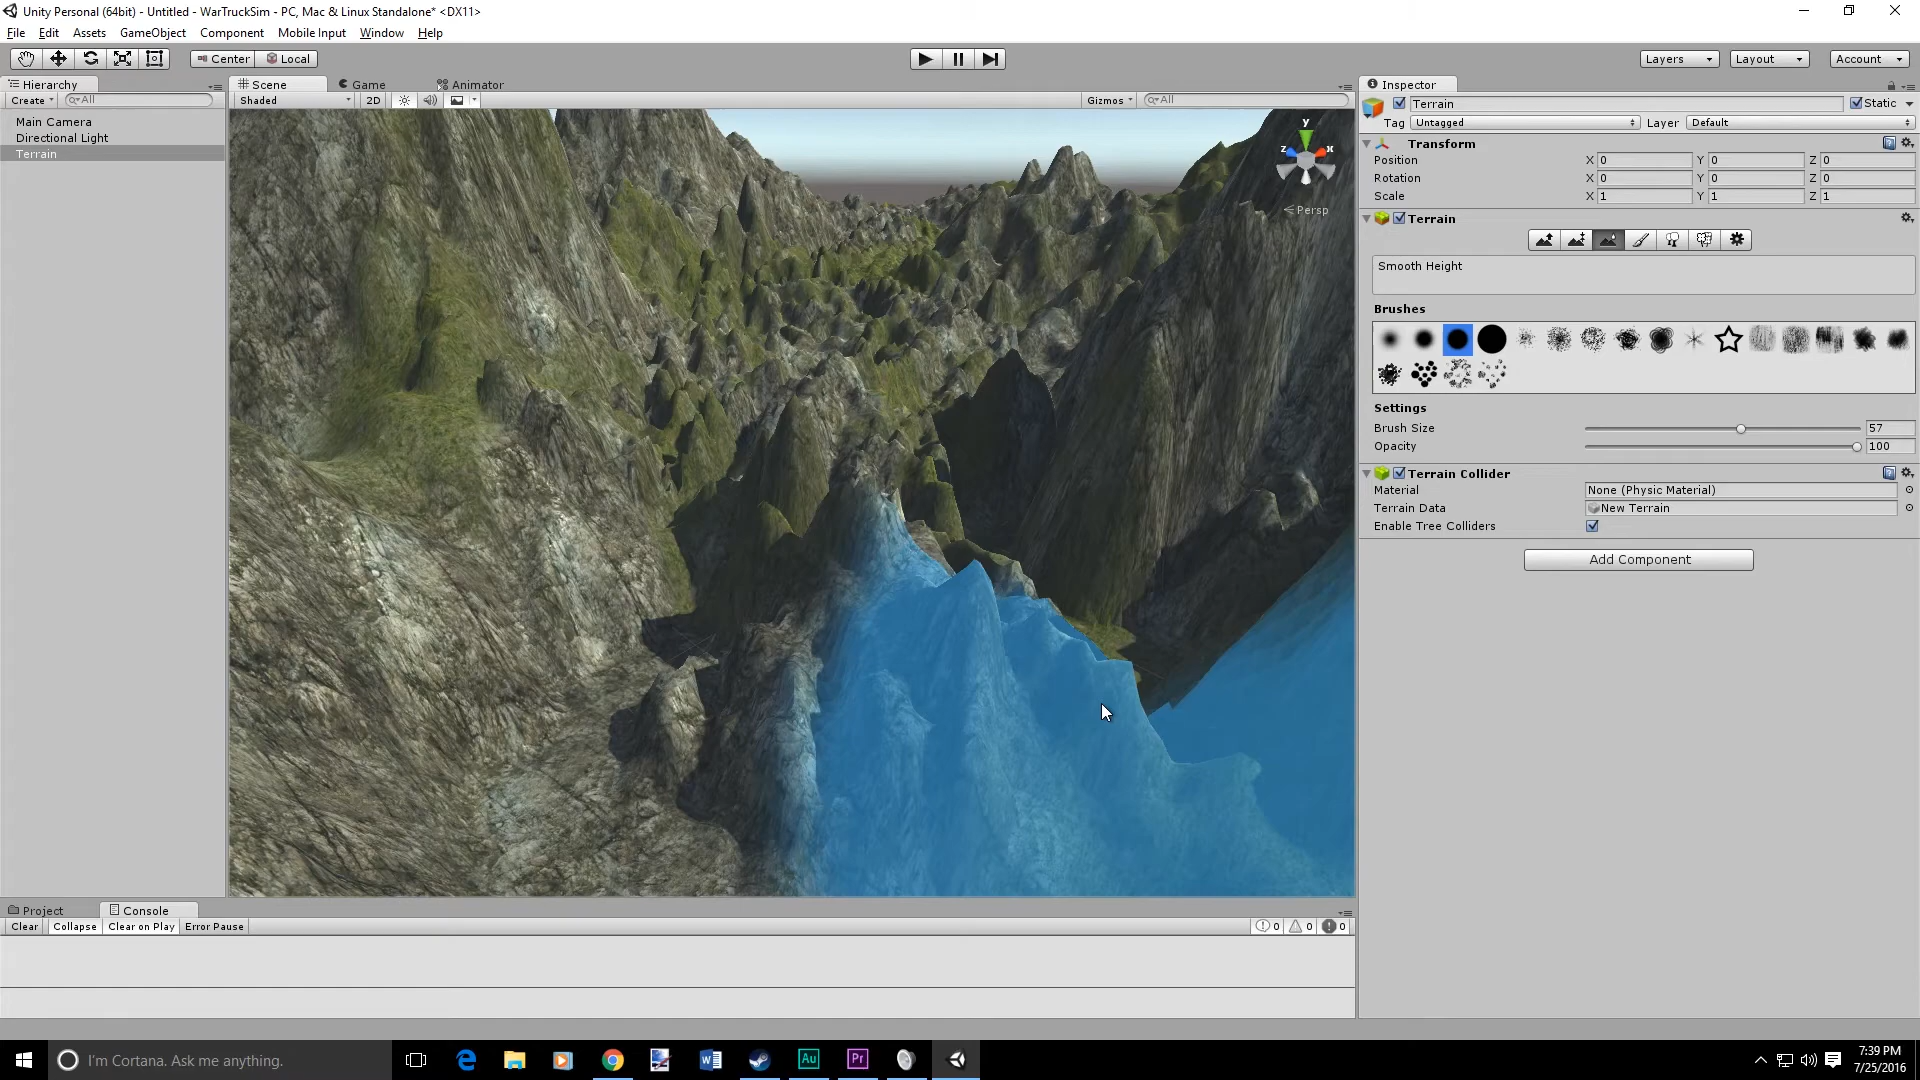 Unity Personal (64bit) - Untitled - WarTruckSim - PC, Mac & Linux Standalone* <DX11>
File Edit Assets GameObject Component Mobile Input Window Help
Center Local Layers Layout Account
Hierarchy
Create All
Main Camera
Directional Light
Terrain
Scene Game Animator
Shaded 2D Gizmos All
y
z x
Persp
Inspector
Terrain Static
Tag Untagged Layer Default
Transform
Position X 0 Y 0 Z 0
Rotation X 0 Y 0 Z 0
Scale X 1 Y 1 Z 1
Terrain
Smooth Height
Brushes
Settings
Brush Size 57
Opacity 100
Terrain Collider
Material None (Physic Material)
Terrain Data New Terrain
Enable Tree Colliders
Add Component
Project Console
Clear Collapse Clear on Play Error Pause 0 0 0
I'm Cortana. Ask me anything.
Au Pr
7:39 PM
7/25/2016